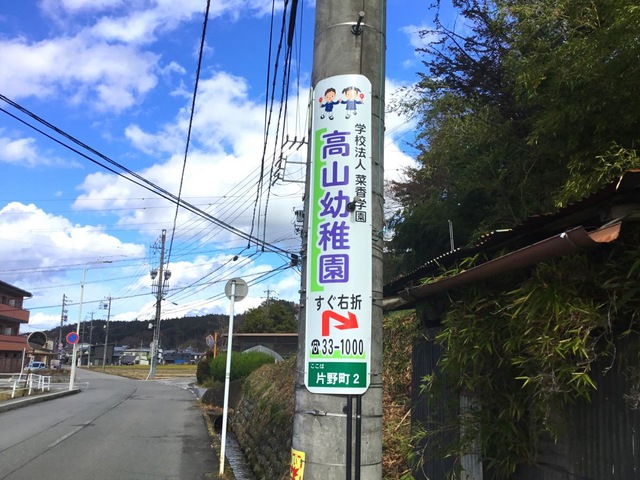 学校法人 菜香学園
高山幼稚園
すぐ右折
☎33-1000
ここは
片野町2